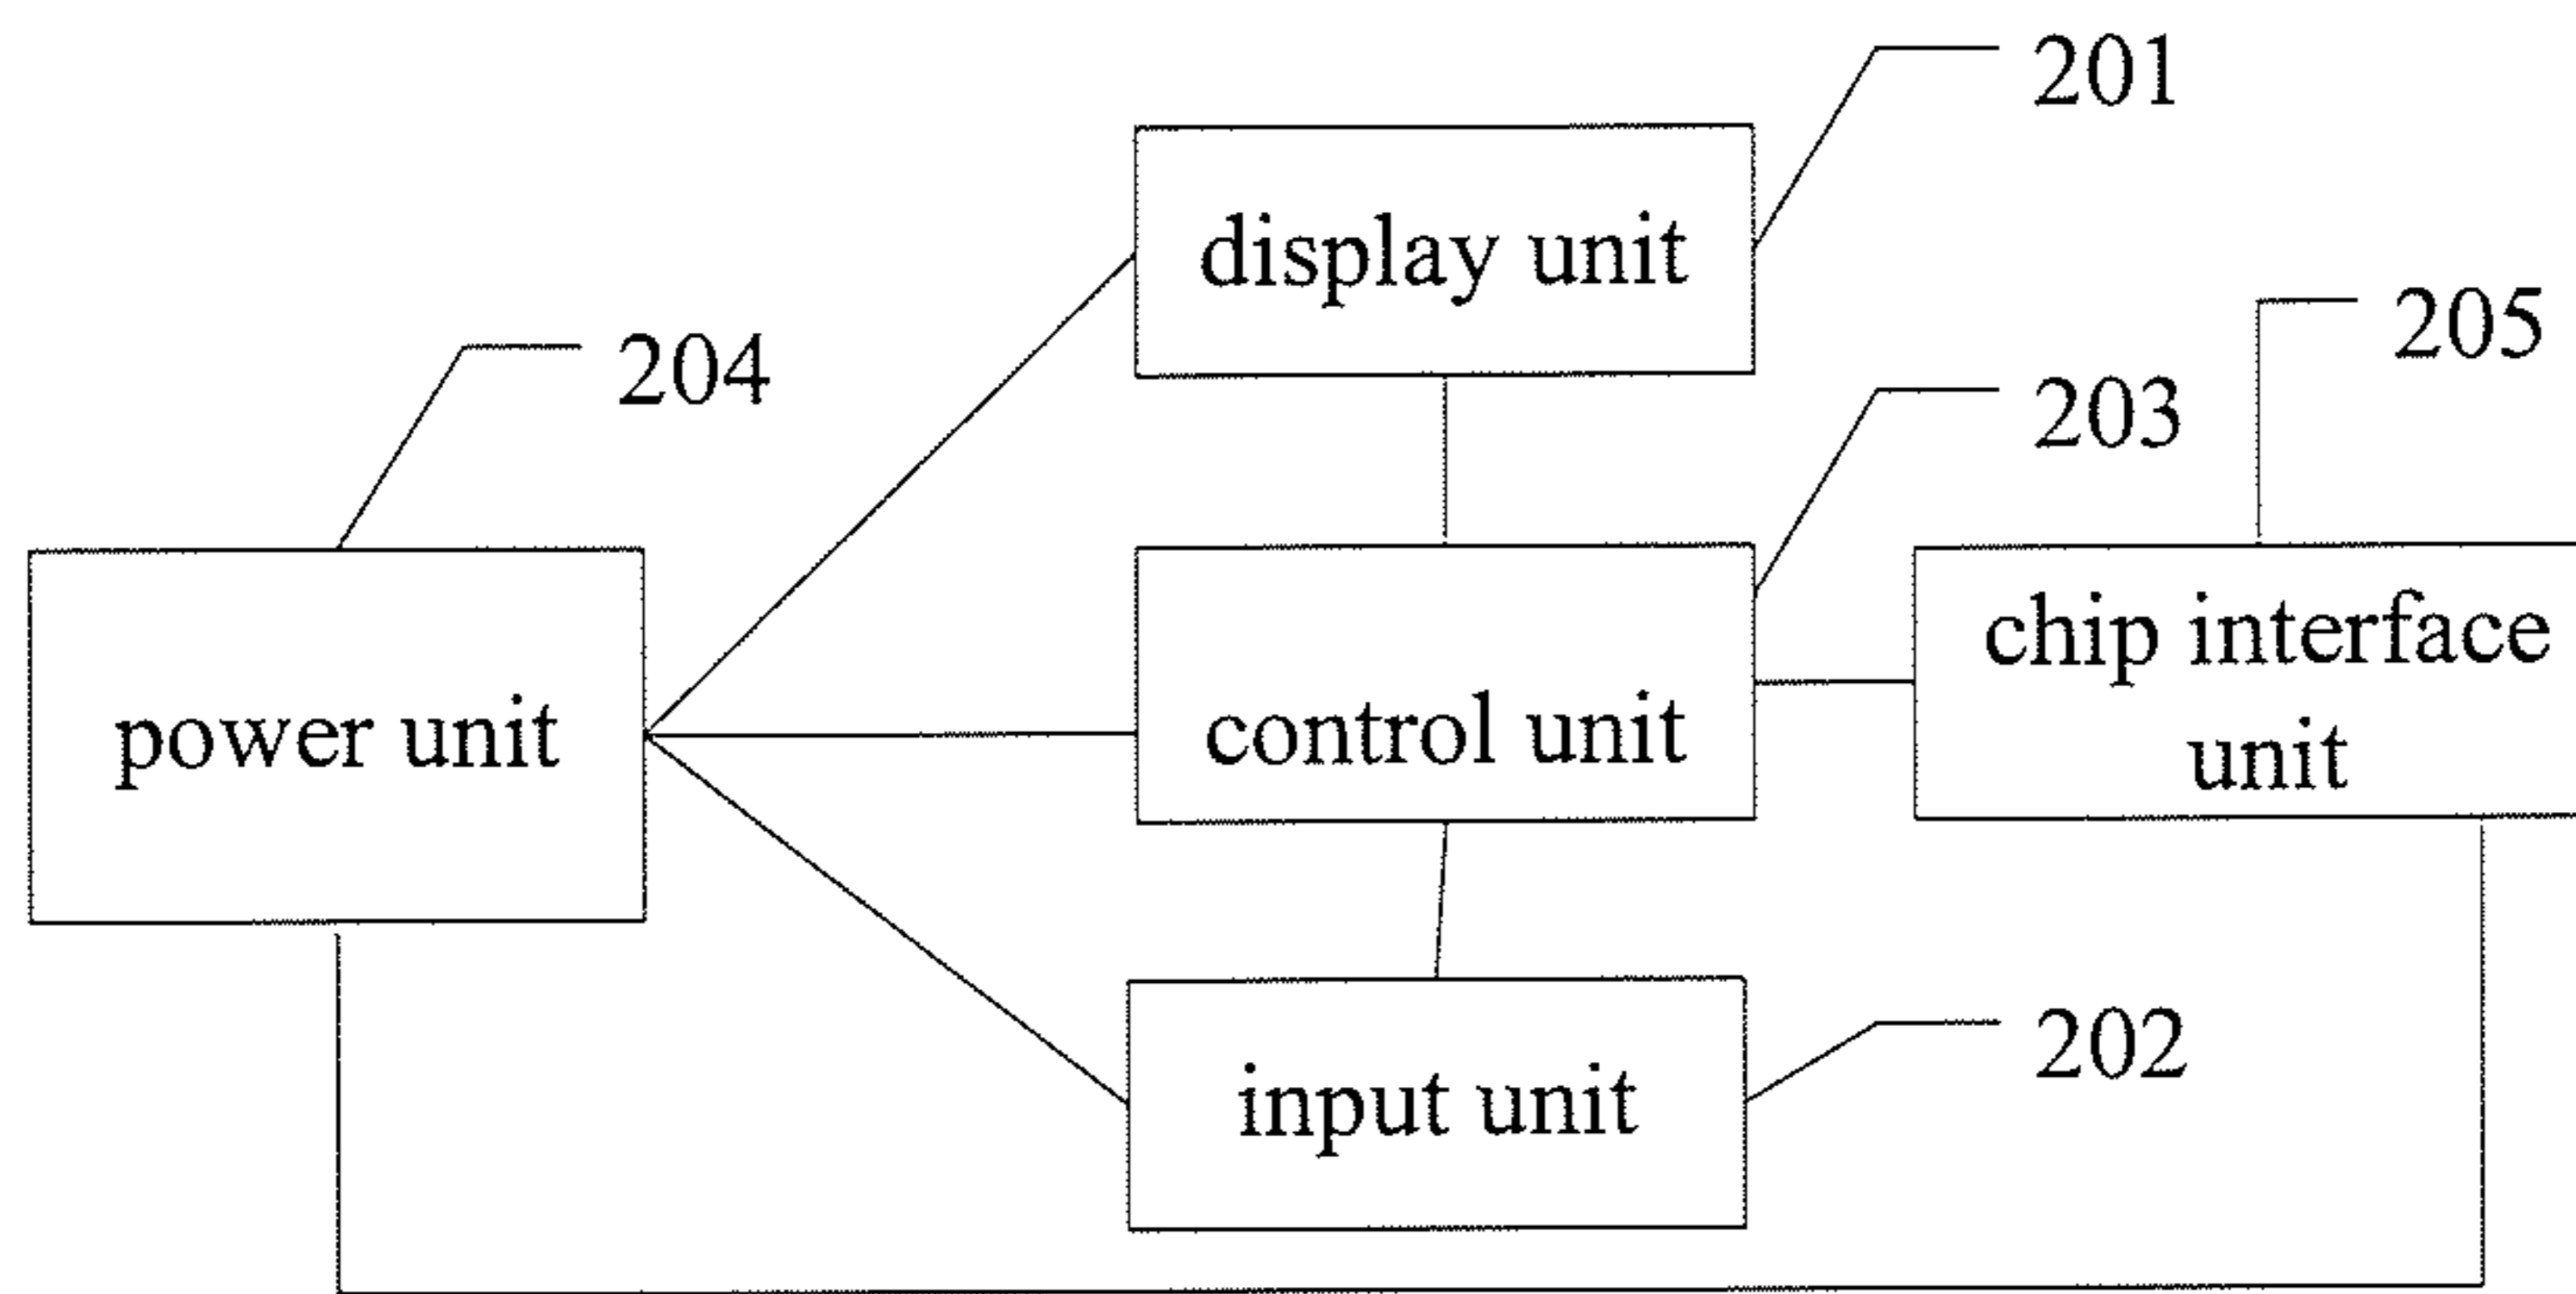 201
display unit
205
204
203
chip interface
unit
power unit
control unit
202
input unit